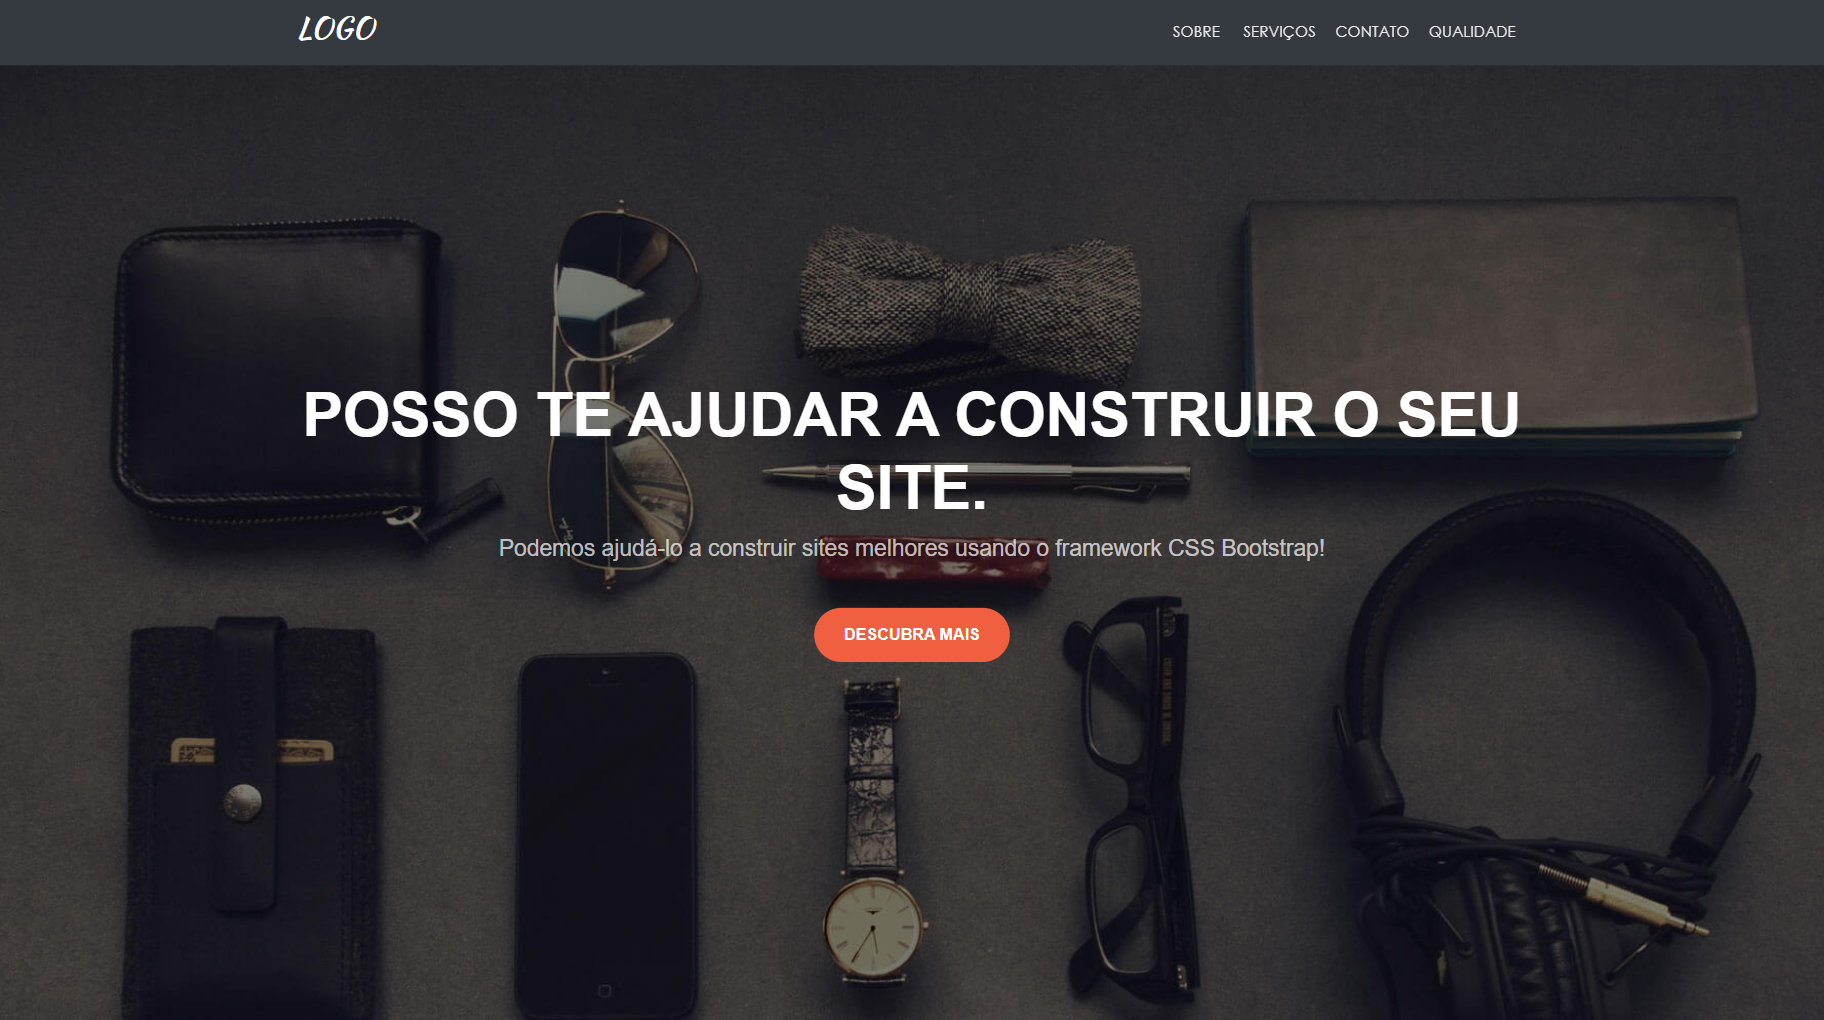 LOGO
SOBRE SERVIÇOS CONTATO QUALIDADE
POSSO TE AJUDAR A CONSTRUIR O SEU
SITE.
Podemos ajudá-lo a construir sites melhores usando o framework CSS Bootstrap!
DESCUBRA MAIS